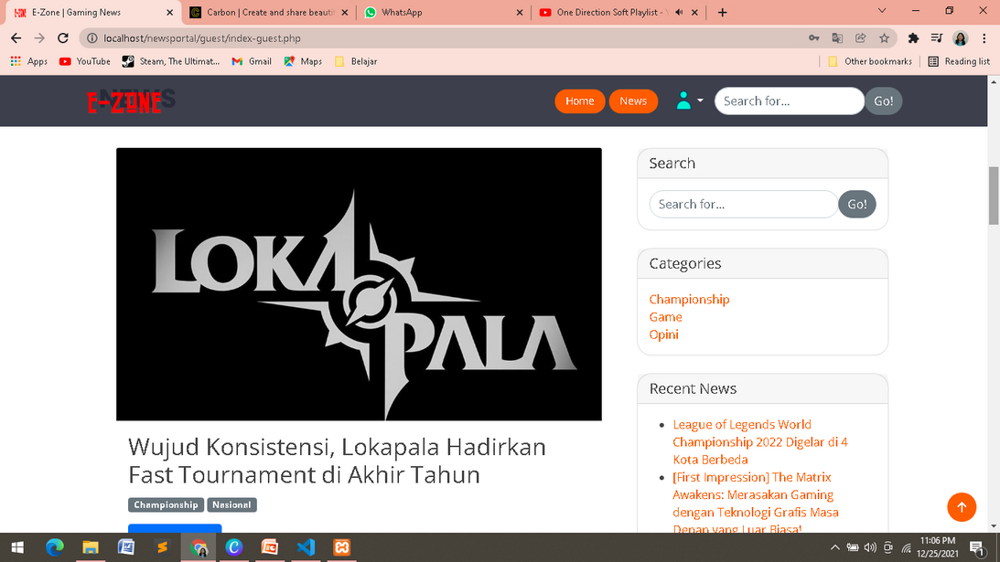 E-Zone | Gaming News
Carbon | Create and share beautif
WhatsApp
One Direction Soft Playlist - Y
localhost/newsportal/guest/index-guest.php
Apps
YouTube
Steam, The Ultimat...
Gmail
Maps
Belajar
Other bookmarks
Reading list
E-ZONE NEWS
Home
News
Search for...
Go!
LOKA PALA
Wujud Konsistensi, Lokapala Hadirkan
Fast Tournament di Akhir Tahun
Championship Nasional
Search
Search for...
Go!
Categories
Championship
Game
Opini
Recent News
League of Legends World
Championship 2022 Digelar di 4
Kota Berbeda
[First Impression] The Matrix
Awakens: Merasakan Gaming
dengan Teknologi Grafis Masa
Depan yang Luar Biasa!
11:06 PM
12/25/2021
1